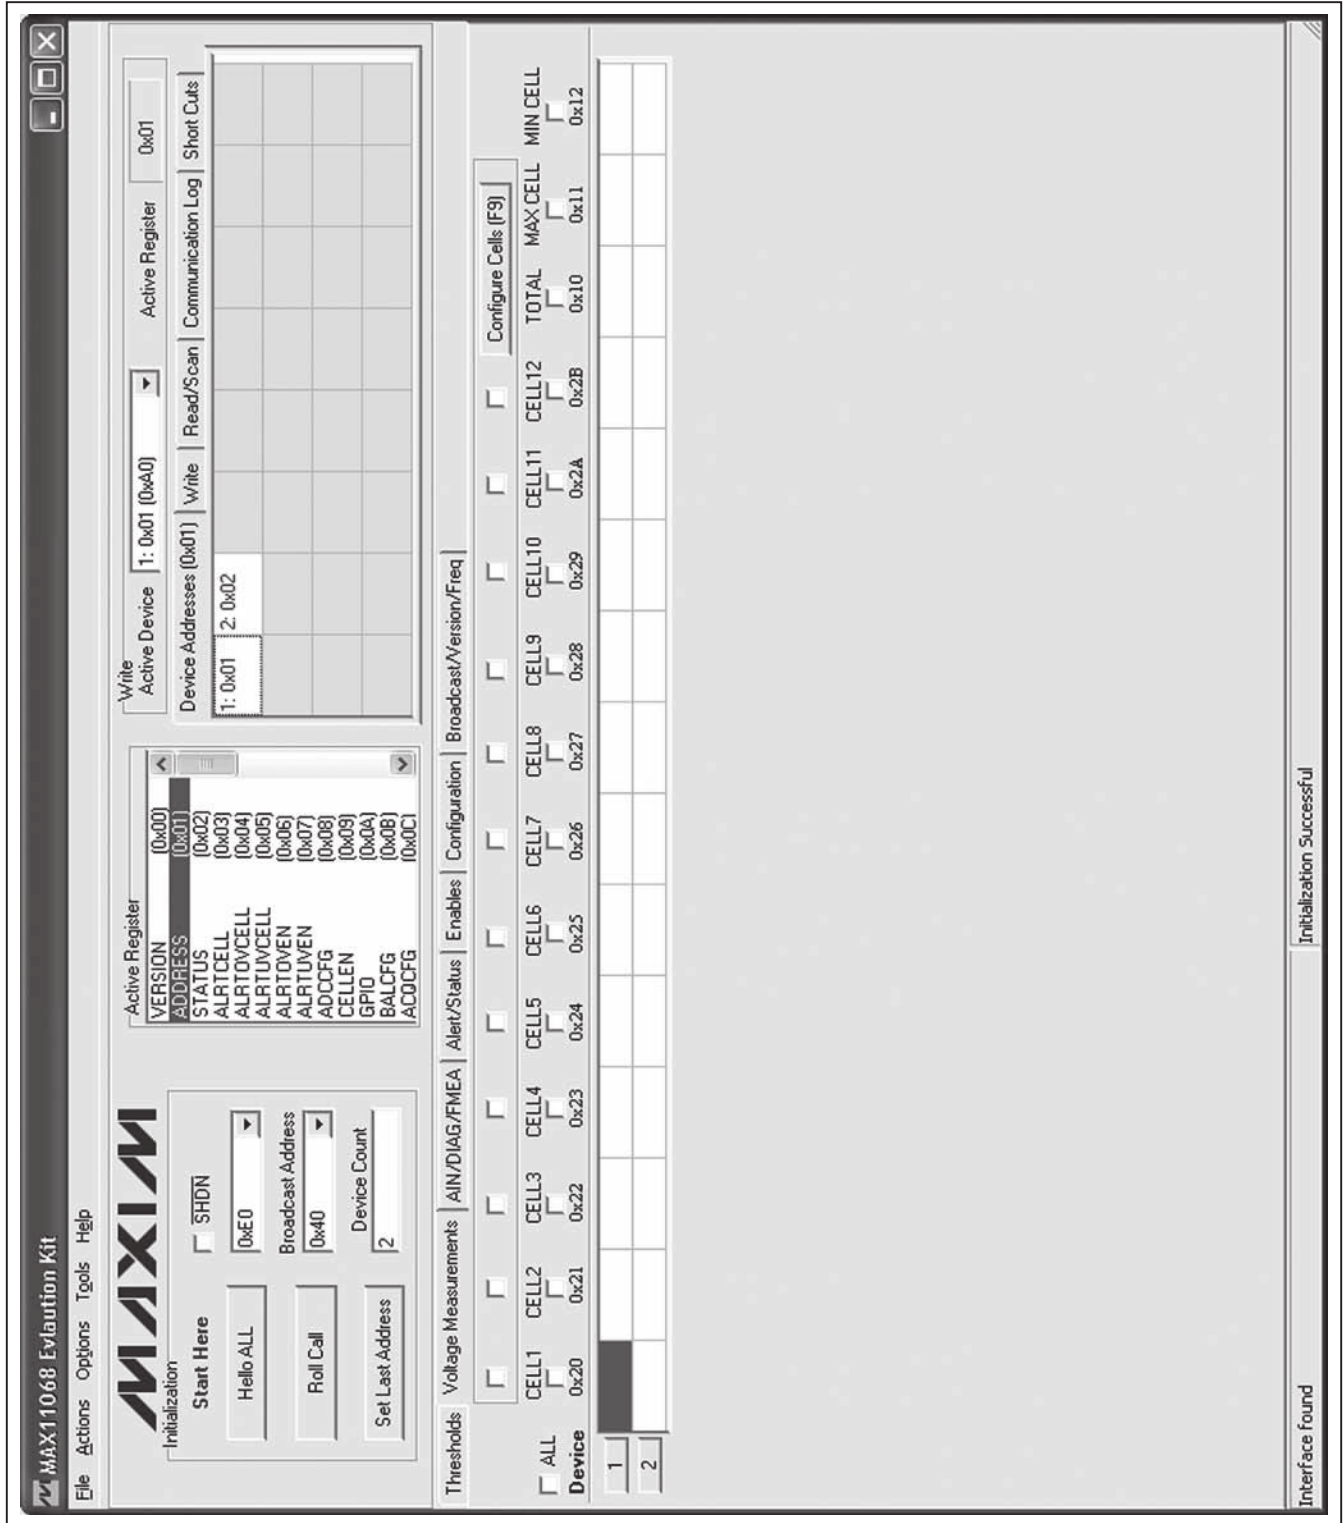 MAX11068 Evlaution Kit
File Actions Options Tools Help
MAXIM
Initialization
Start Here
SHDN
Hello ALL
0xE0
Broadcast Address
Roll Call
0x40
Device Count
Set Last Address
2
Active Register
VERSION (0x00)
ADDRESS (0x01)
STATUS (0x02)
ALRTCELL (0x03)
ALRTOVCELL (0x04)
ALRTUVCELL (0x05)
ALRTOVEN (0x06)
ALRTUVEN (0x07)
ADCCFG (0x08)
CELLEN (0x09)
GPIO (0x0A)
BALCFG (0x0B)
ACQCFG (0x0C)
Write
Active Device 1: 0x01 (0xA0) Active Register 0x01
Device Addresses (0x01) Write Read/Scan Communication Log Short Cuts
1: 0x01 2: 0x02
Thresholds Voltage Measurements AIN/DIAG/FMEA Alert/Status Enables Configuration Broadcast/Version/Freq
Configure Cells (F9)
ALL CELL1 CELL2 CELL3 CELL4 CELL5 CELL6 CELL7 CELL8 CELL9 CELL10 CELL11 CELL12 TOTAL MAX CELL MIN CELL
Device 0x20 0x21 0x22 0x23 0x24 0x25 0x26 0x27 0x28 0x29 0x2A 0x2B 0x10 0x11 0x12
1
2
Interface Found Initialization Successful